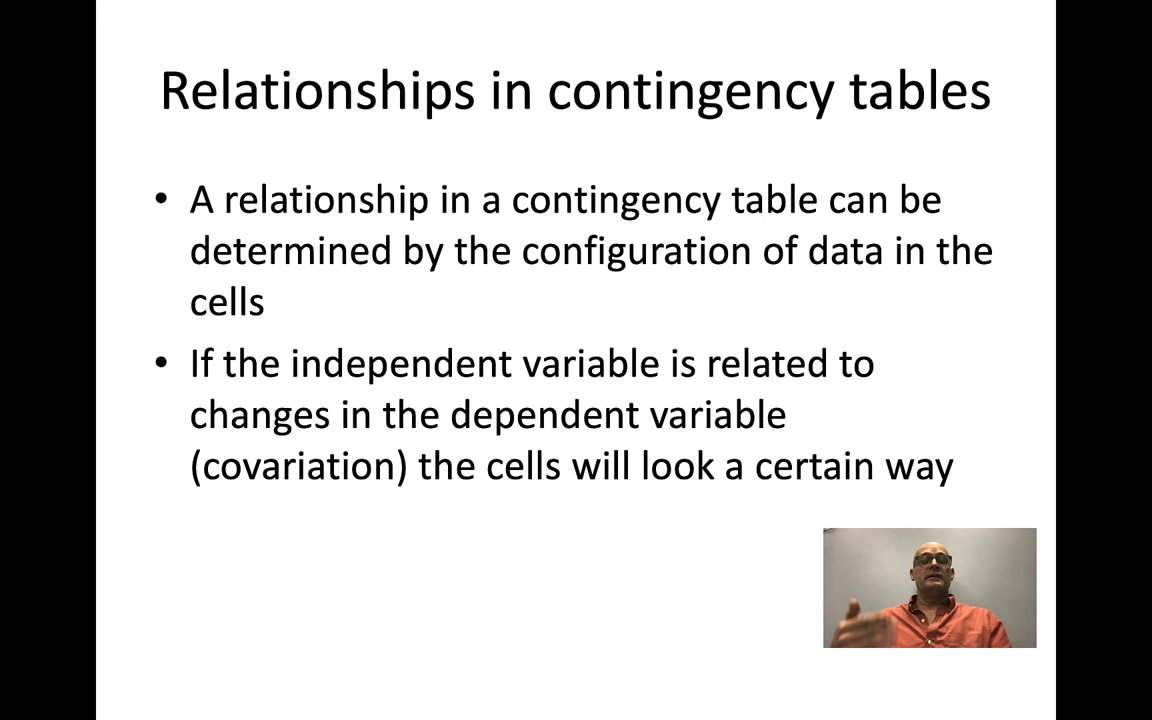 Relationships in contingency tables
• A relationship in a contingency table can be
determined by the configuration of data in the
cells
• If the independent variable is related to
changes in the dependent variable
(covariation) the cells will look a certain way